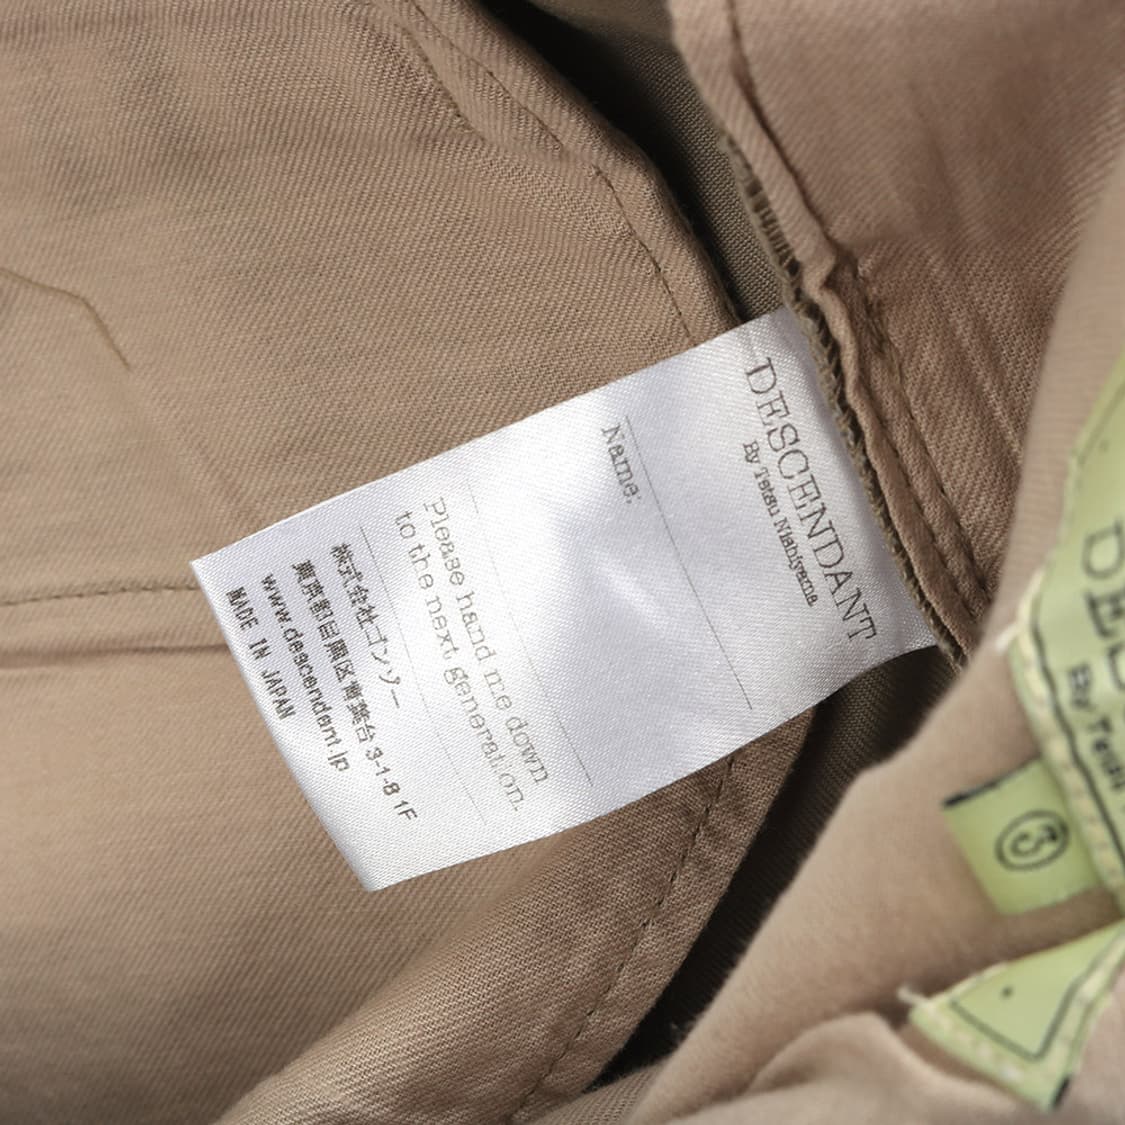 DESCENDANT
By Tetsu Nishiyama
Name:
Please hand me down
to the next generation.
株式会社ゴンゾー
東京都目黒区青葉台 3-1-8 1F
www.descendant.jp
MADE IN JAPAN
By
3